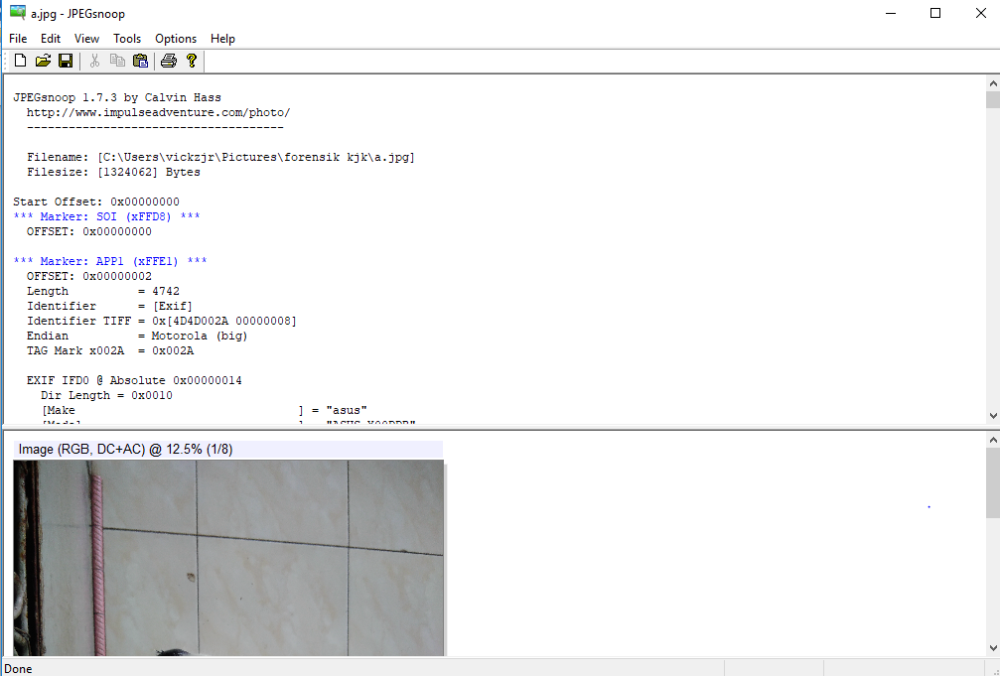 a.jpg - JPEGsnoop
File Edit View Tools Options Help
JPEGsnoop 1.7.3 by Calvin Hass
http://www.impulseadventure.com/photo/
-------------------------------------
Filename: [C:\Users\vickzjr\Pictures\forensik kjk\a.jpg]
Filesize: [1324062] Bytes
Start Offset: 0x00000000
*** Marker: SOI (xFFD8) ***
OFFSET: 0x00000000
*** Marker: APP1 (xFFE1) ***
OFFSET: 0x00000002
Length = 4742
Identifier = [Exif]
Identifier TIFF = 0x[4D4D002A 00000008]
Endian = Motorola (big)
TAG Mark x002A = 0x002A
EXIF IFD0 @ Absolute 0x00000014
Dir Length = 0x0010
[Make ] = "asus"
Image (RGB, DC+AC) @ 12.5% (1/8)
Done